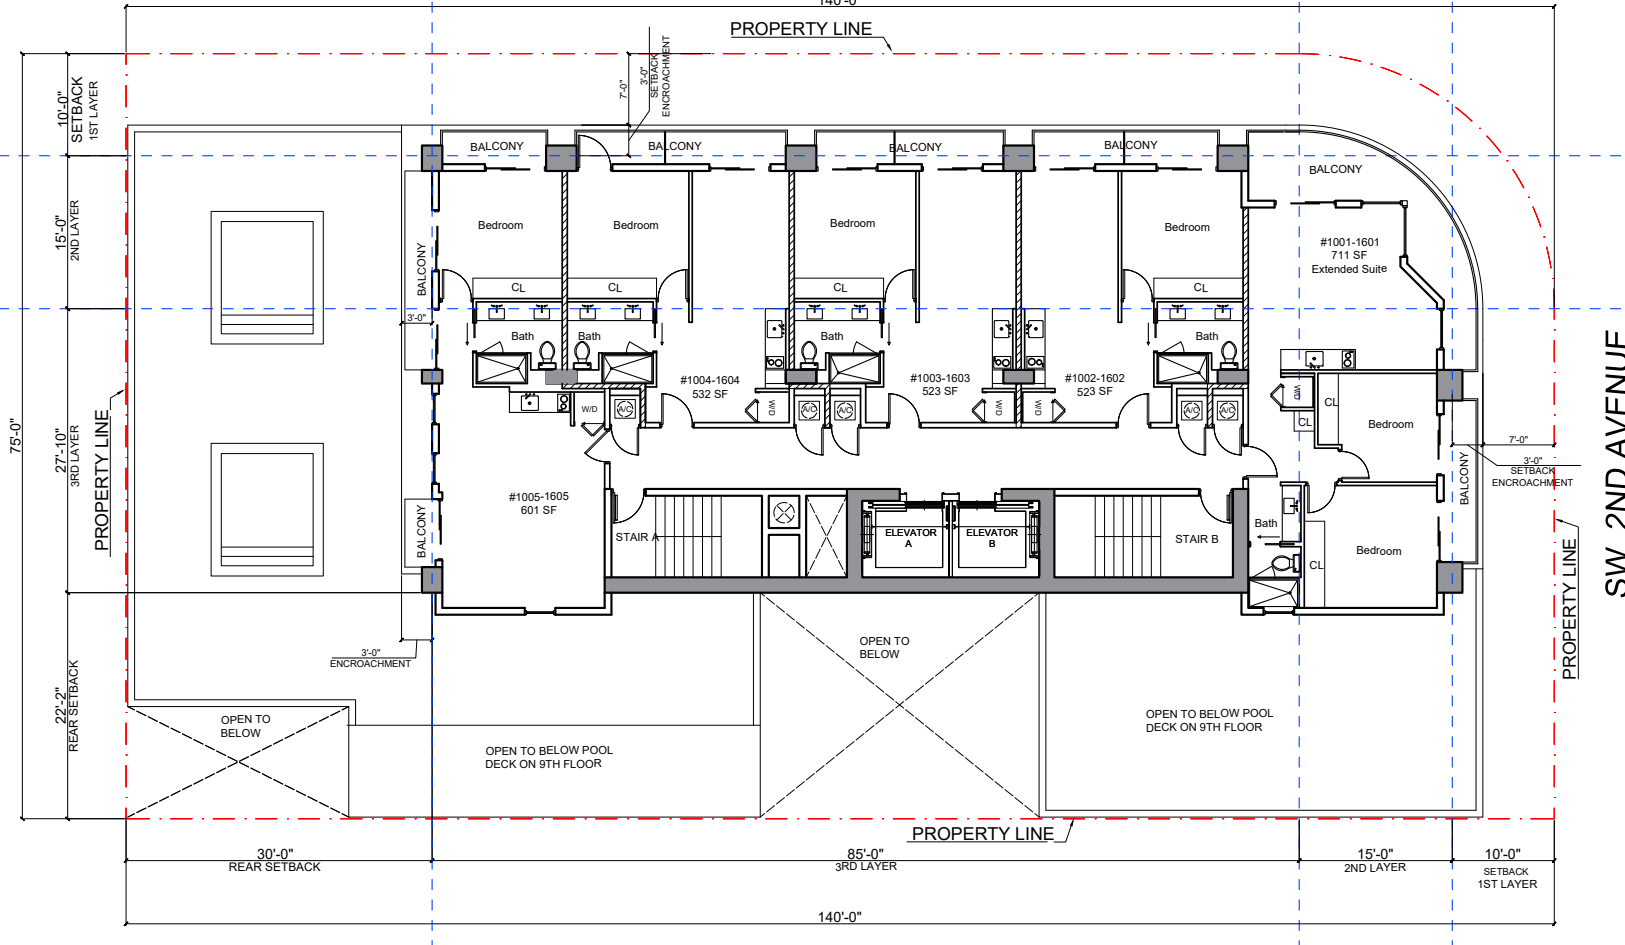 140'-0"
PROPERTY LINE
10'-0"
SETBACK
1ST LAYER
7'-0"
3'-0"
SETBACK
ENCROACHMENT
BALCONY
BALCONY
BALCONY
BALCONY
BALCONY
15'-0"
2ND LAYER
BALCONY
Bedroom
Bedroom
Bedroom
Bedroom
#1001-1601
711 SF
Extended Suite
CL
CL
CL
CL
3'-0"
Bath
Bath
Bath
Bath
75'-0"
27'-10"
3RD LAYER
PROPERTY LINE
#1004-1604
532 SF
#1003-1603
523 SF
#1002-1602
523 SF
W/D
A/C
W/D
A/C
A/C
W/D
W/D
A/C
A/C
W/D
CL
CL
Bedroom
7'-0"
3'-0"
SETBACK
ENCROACHMENT
BALCONY
SW 2ND AVENUE
#1005-1605
601 SF
BALCONY
STAIR A
ELEVATOR
A
ELEVATOR
B
STAIR B
Bath
CL
Bedroom
PROPERTY LINE
3'-0"
ENCROACHMENT
22'-2"
REAR SETBACK
OPEN TO
BELOW
OPEN TO
BELOW
OPEN TO BELOW POOL
DECK ON 9TH FLOOR
OPEN TO BELOW POOL
DECK ON 9TH FLOOR
PROPERTY LINE
30'-0"
REAR SETBACK
85'-0"
3RD LAYER
15'-0"
2ND LAYER
10'-0"
SETBACK
1ST LAYER
140'-0"